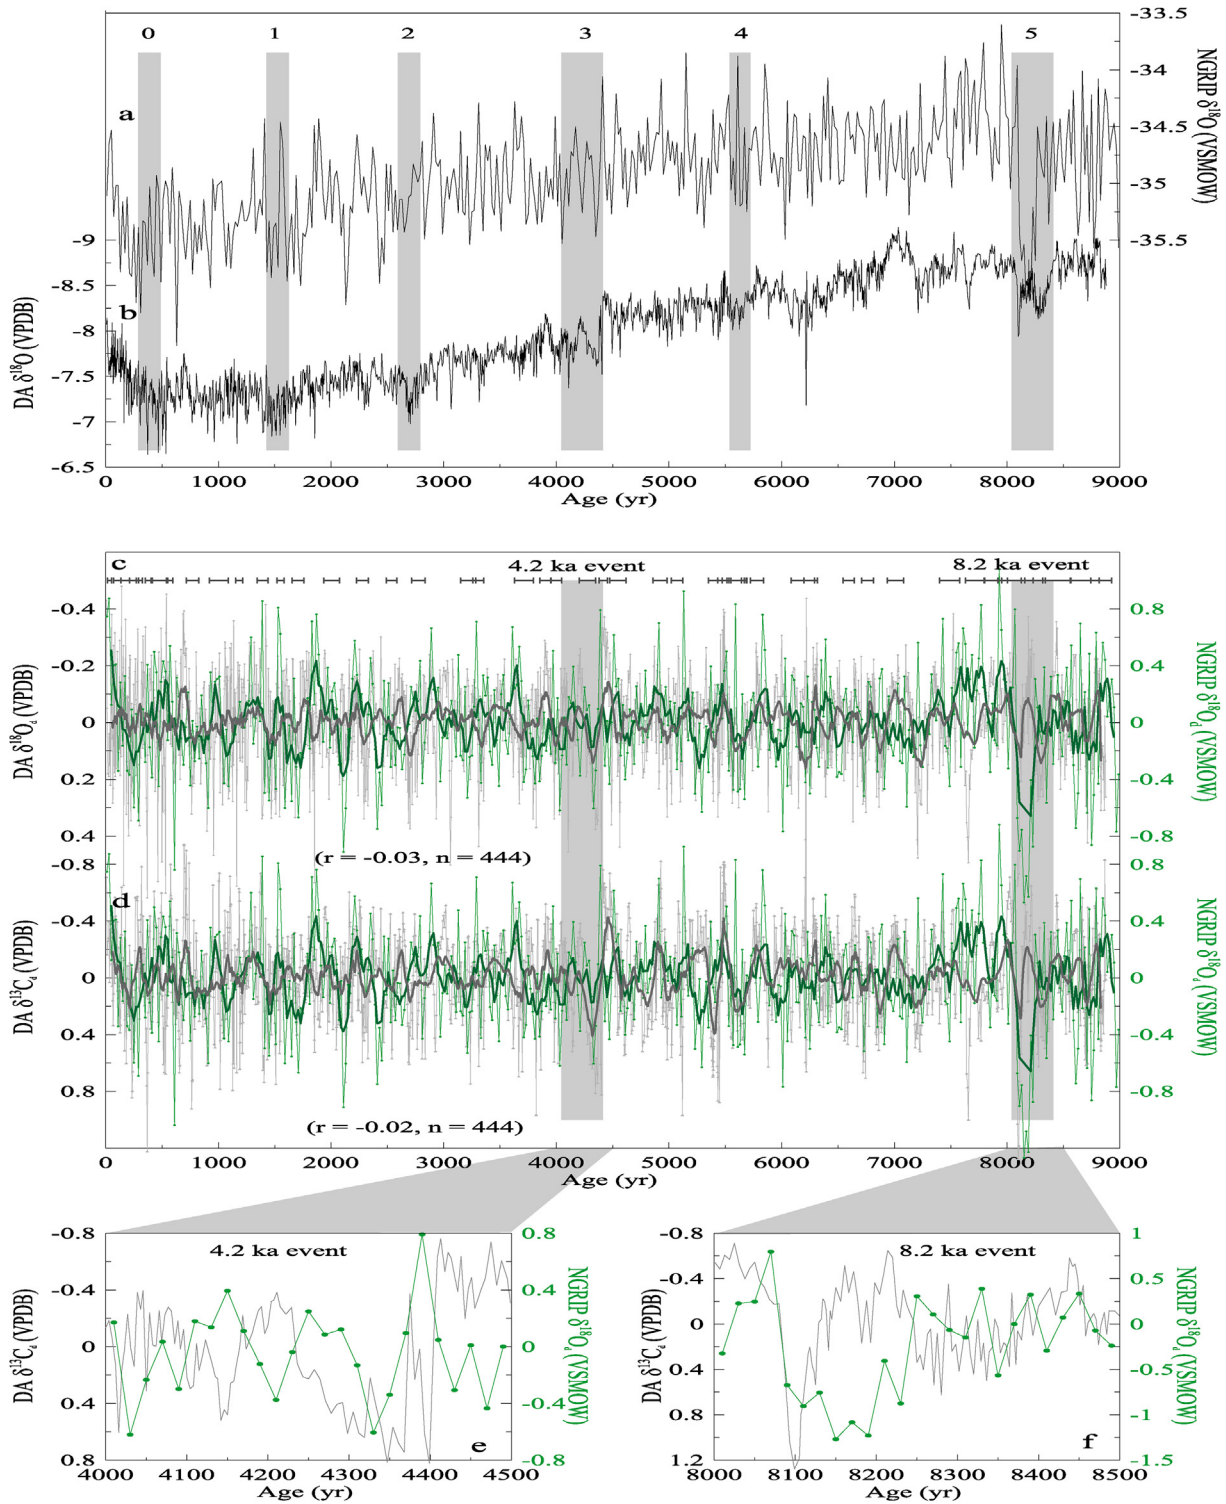 0 1 2 3 4 5
a
-33.5
-34
-34.5
-35
-35.5
NGRIP δ¹⁸O (VSMOW)
b
-9
-8.5
-8
-7.5
-7
-6.5
DA δ¹⁸O (VPDB)
0 1000 2000 3000 4000 5000 6000 7000 8000 9000
Age (yr)
c
4.2 ka event
8.2 ka event
-0.4
-0.2
0
0.2
0.4
DA δ¹⁸O_d (VPDB)
0.8
0.4
0
-0.4
-0.8
NGRIP δ¹⁸O_d (VSMOW)
(r = -0.03, n = 444)
d
-0.8
-0.4
0
0.4
0.8
DA δ¹³C_d (VPDB)
0.8
0.4
0
-0.4
-0.8
NGRIP δ¹⁸O_d (VSMOW)
(r = -0.02, n = 444)
0 1000 2000 3000 4000 5000 6000 7000 8000 9000
Age (yr)
4.2 ka event
-0.8
-0.4
0
0.4
0.8
DA δ¹³C_d (VPDB)
0.8
0.4
0
-0.4
-0.8
NGRIP δ¹⁸O_d (VSMOW)
e
4000 4100 4200 4300 4400 4500
Age (yr)
8.2 ka event
-0.8
-0.4
0
0.4
0.8
1.2
DA δ¹³C_d (VPDB)
1
0.5
0
-0.5
-1
-1.5
NGRIP δ¹⁸O_d (VSMOW)
f
8000 8100 8200 8300 8400 8500
Age (yr)